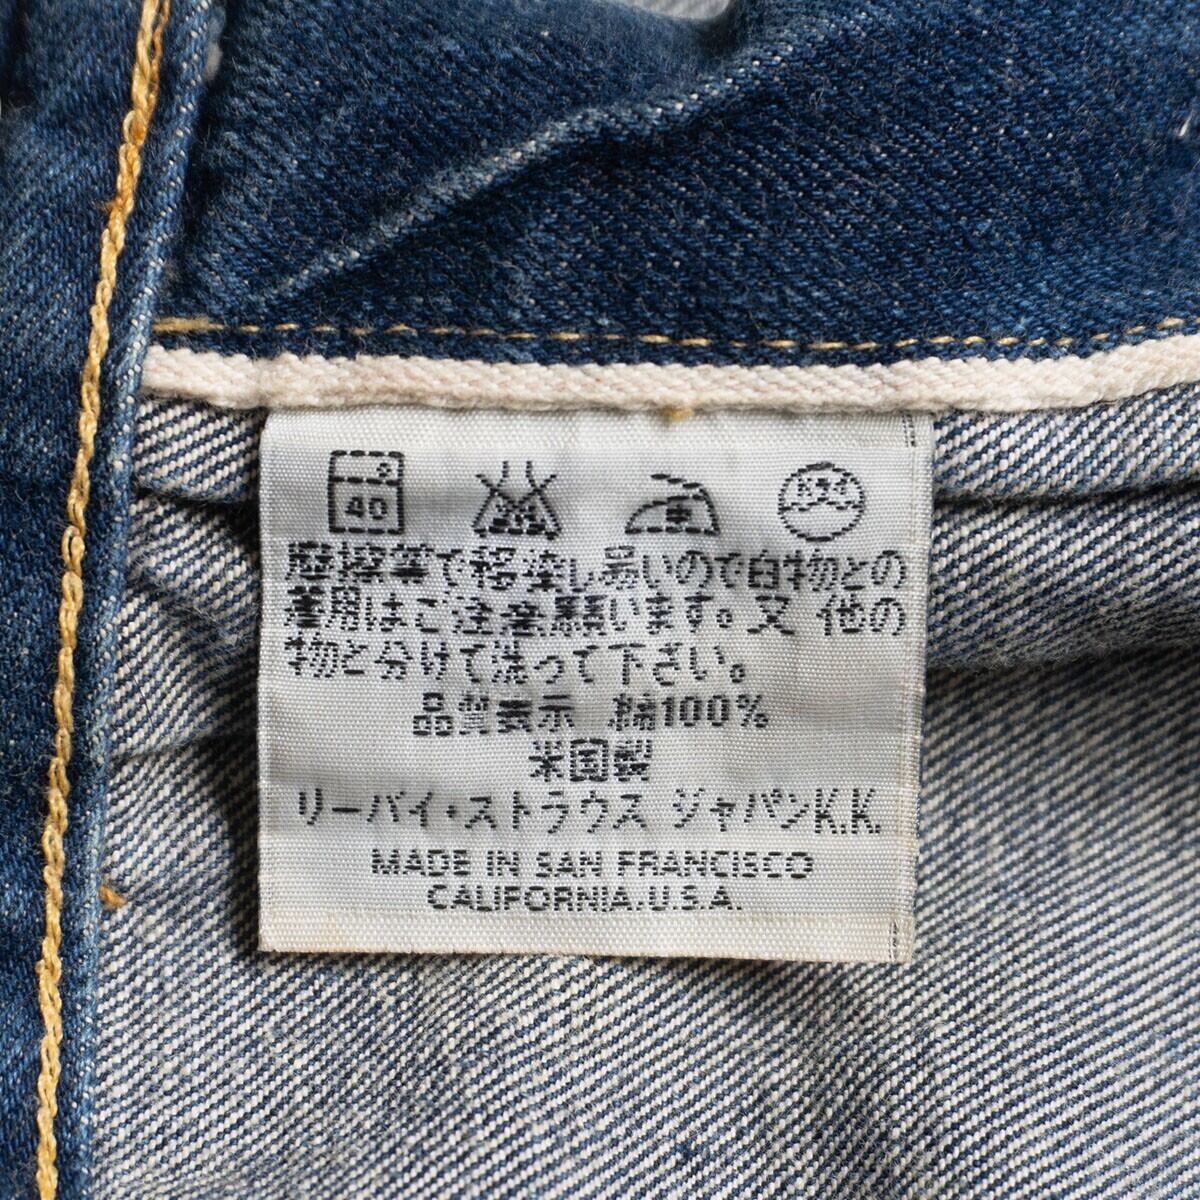 40
摩擦等で移染し易いので白物との
着用はご注意願います。又 他の
物と分けて洗って下さい。
品質表示 綿100%
米国製
リーバイ・ストラウス ジャパンK.K.
MADE IN SAN FRANCISCO
CALIFORNIA.U.S.A.